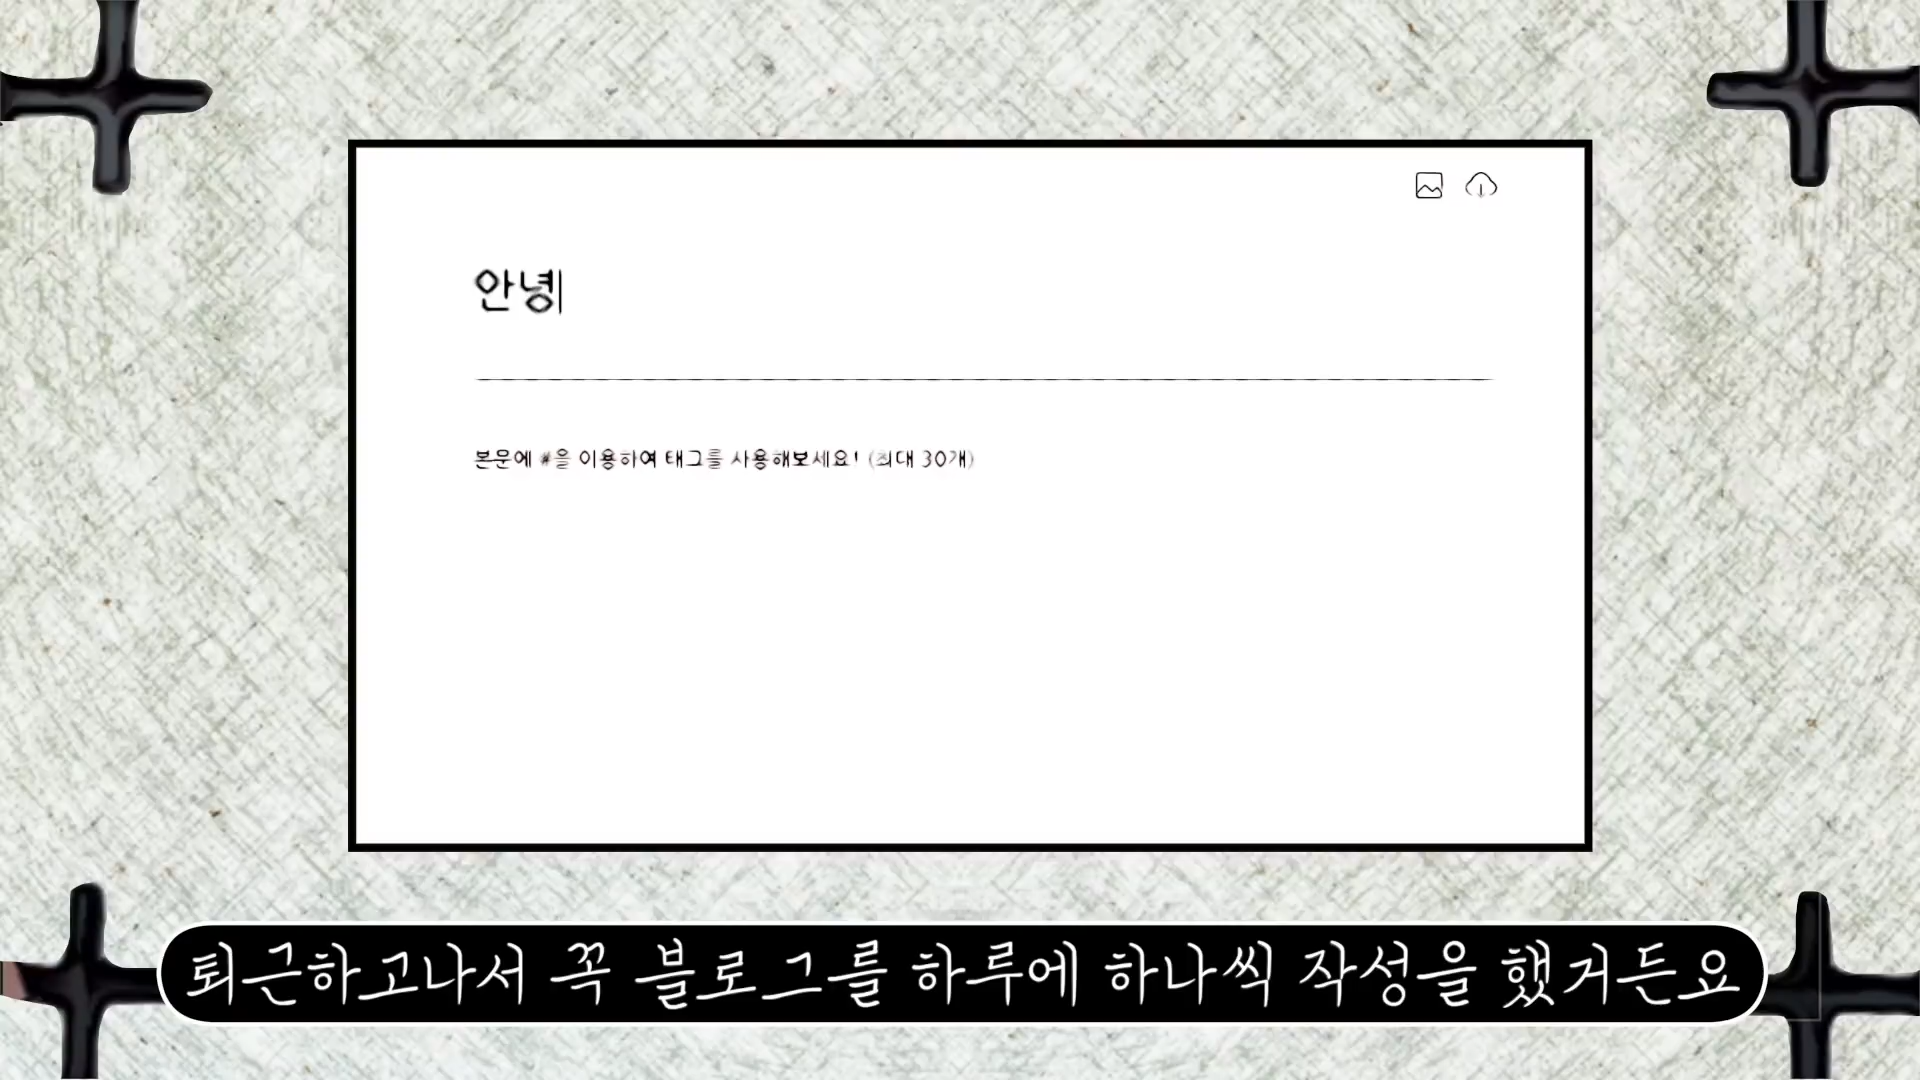 안녕
본문에 #을 이용하여 태그를 사용해보세요! (최대 30개)
퇴근하고나서 꼭 블로그를 하루에 하나씩 작성을 했거든요